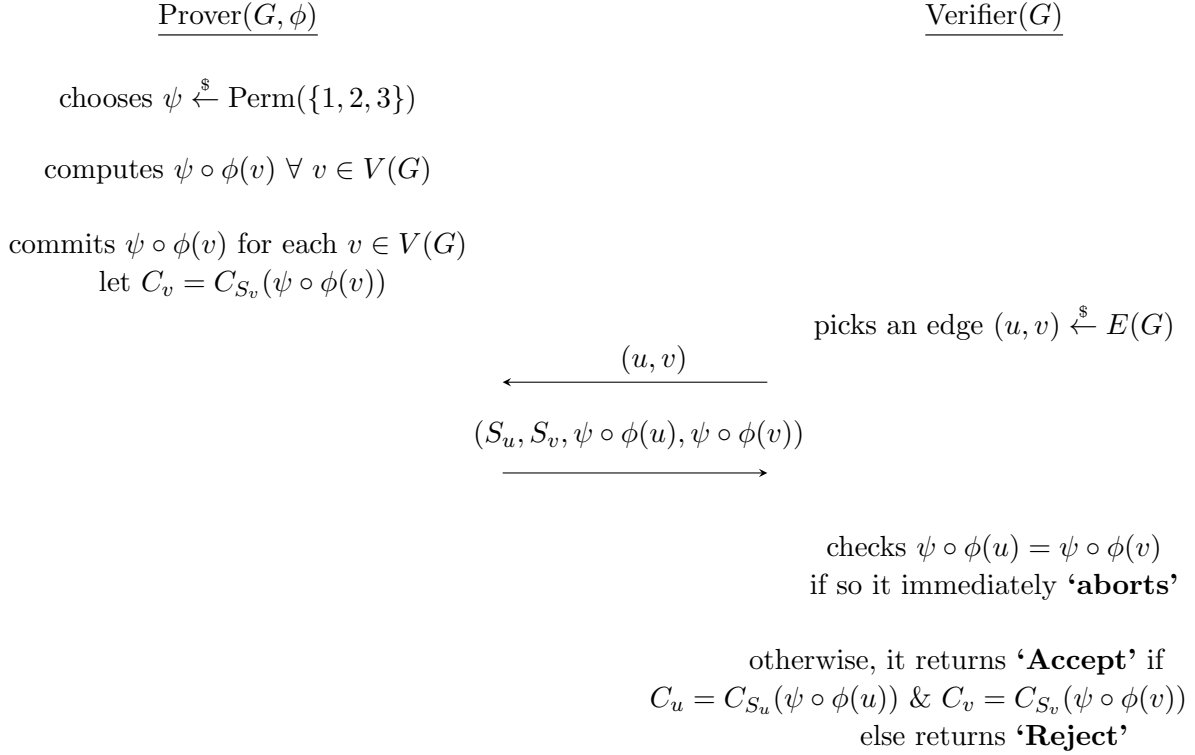 Prover(G, ϕ)
Verifier(G)
chooses ψ ←$ Perm({1, 2, 3})
computes ψ ∘ ϕ(v) ∀ v ∈ V(G)
commits ψ ∘ ϕ(v) for each v ∈ V(G)
let C_v = C_{S_v}(ψ ∘ ϕ(v))
picks an edge (u, v) ←$ E(G)
(u, v)
(S_u, S_v, ψ ∘ ϕ(u), ψ ∘ ϕ(v))
checks ψ ∘ ϕ(u) = ψ ∘ ϕ(v)
if so it immediately ‘aborts’
otherwise, it returns ‘Accept’ if
C_u = C_{S_u}(ψ ∘ ϕ(u)) & C_v = C_{S_v}(ψ ∘ ϕ(v))
else returns ‘Reject’